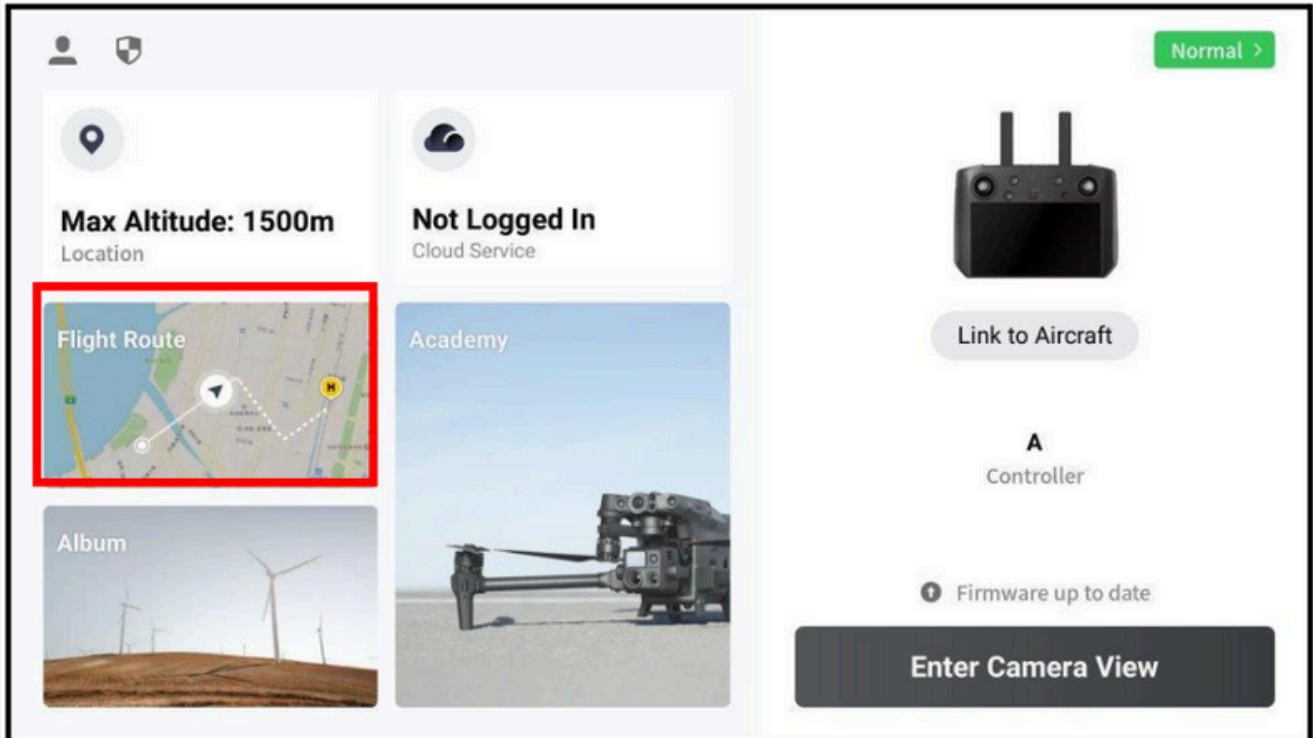 Normal >
Max Altitude: 1500m
Location
Not Logged In
Cloud Service
Flight Route
H
Academy
Album
Link to Aircraft
A
Controller
Firmware up to date
Enter Camera View